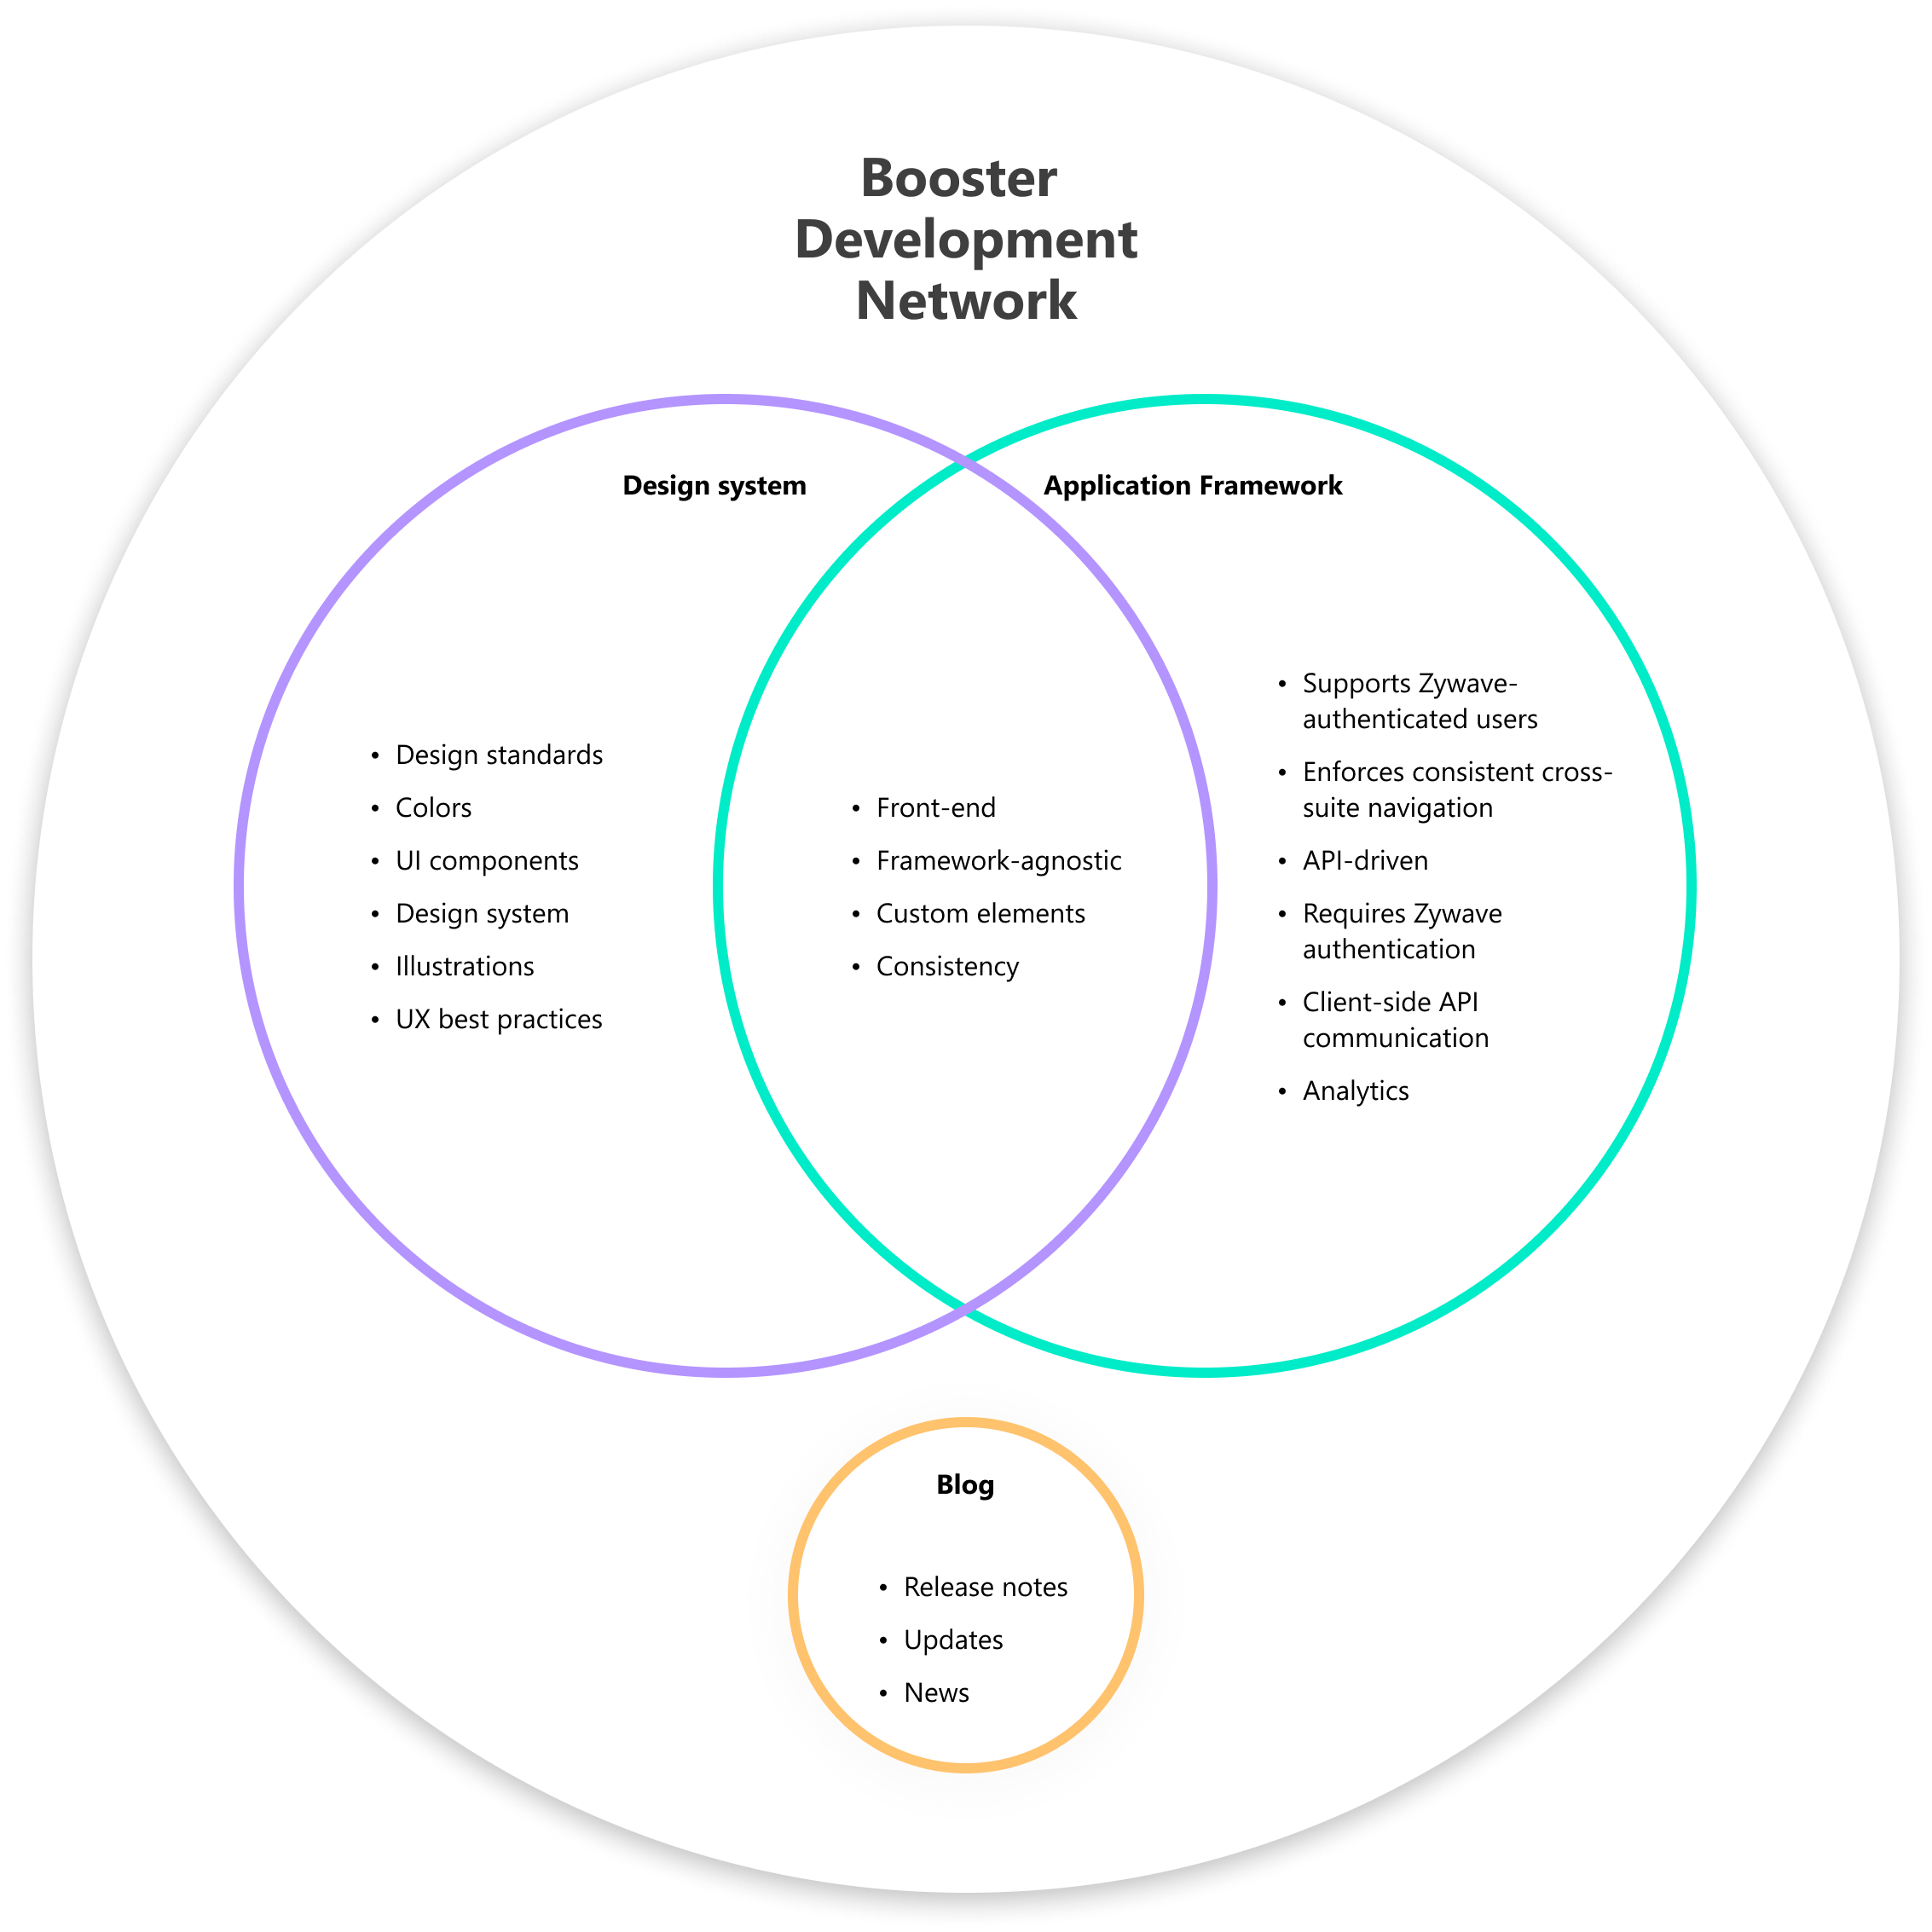 Booster
Development
Network
Design system
• Design standards
• Colors
• UI components
• Design system
• Illustrations
• UX best practices
• Front-end
• Framework-agnostic
• Custom elements
• Consistency
Application Framework
• Supports Zywave-
authenticated users
• Enforces consistent cross-
suite navigation
• API-driven
• Requires Zywave
authentication
• Client-side API
communication
• Analytics
Blog
• Release notes
• Updates
• News